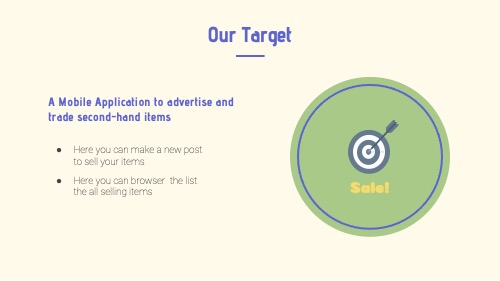 Our Target
A Mobile Application to advertise and
trade second-hand items
● Here you can make a new post
to sell your items
● Here you can browser the list
the all selling items
Sale!